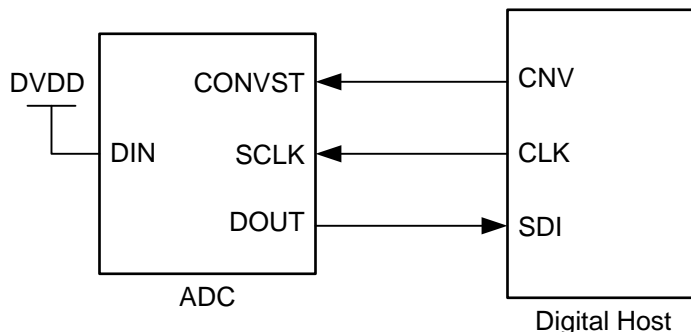 DVDD
DIN
CONVST
SCLK
DOUT
ADC
CNV
CLK
SDI
Digital Host